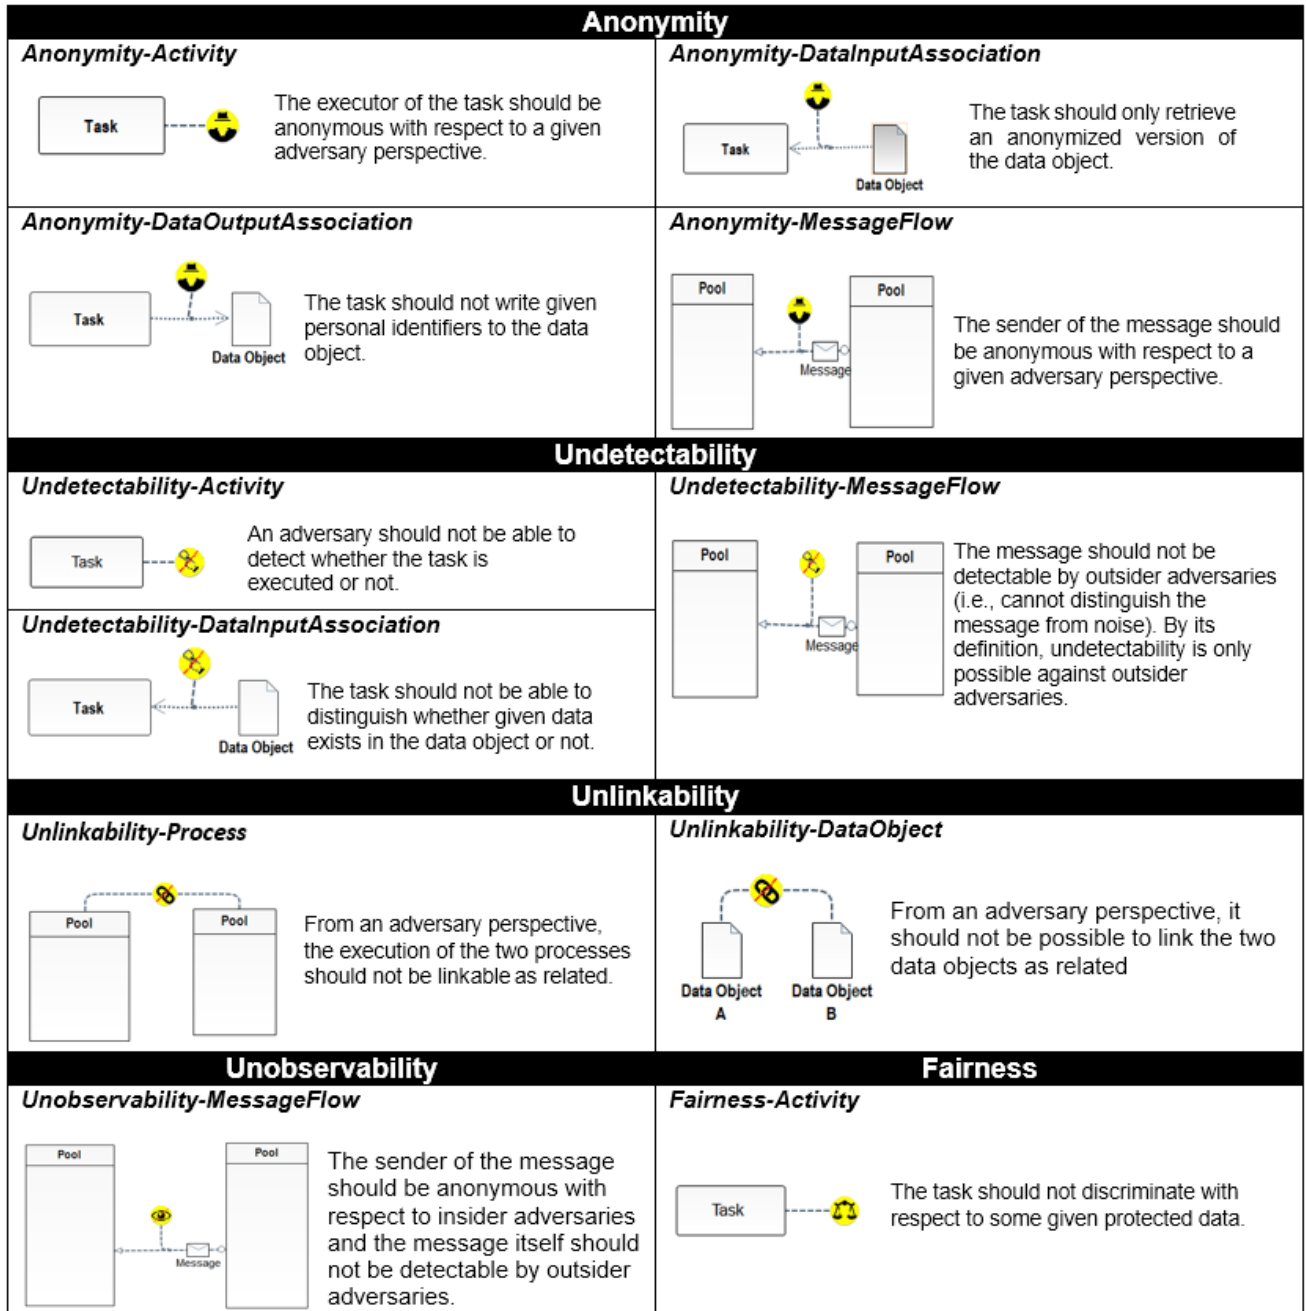 Anonymity
Anonymity-Activity
Task
The executor of the task should be
anonymous with respect to a given
adversary perspective.
Anonymity-DataInputAssociation
Task
Data Object
The task should only retrieve
an anonymized version of
the data object.
Anonymity-DataOutputAssociation
Task
Data Object
The task should not write given
personal identifiers to the data
object.
Anonymity-MessageFlow
Pool
Pool
Message
The sender of the message should
be anonymous with respect to a
given adversary perspective.
Undetectability
Undetectability-Activity
Task
An adversary should not be able to
detect whether the task is
executed or not.
Undetectability-DataInputAssociation
Task
Data Object
The task should not be able to
distinguish whether given data
exists in the data object or not.
Undetectability-MessageFlow
Pool
Pool
Message
The message should not be
detectable by outsider adversaries
(i.e., cannot distinguish the
message from noise). By its
definition, undetectability is only
possible against outsider
adversaries.
Unlinkability
Unlinkability-Process
Pool
Pool
From an adversary perspective,
the execution of the two processes
should not be linkable as related.
Unlinkability-DataObject
Data Object
A
Data Object
B
From an adversary perspective, it
should not be possible to link the two
data objects as related
Unobservability
Unobservability-MessageFlow
Pool
Pool
Message
The sender of the message
should be anonymous with
respect to insider adversaries
and the message itself should
not be detectable by outsider
adversaries.
Fairness
Fairness-Activity
Task
The task should not discriminate with
respect to some given protected data.